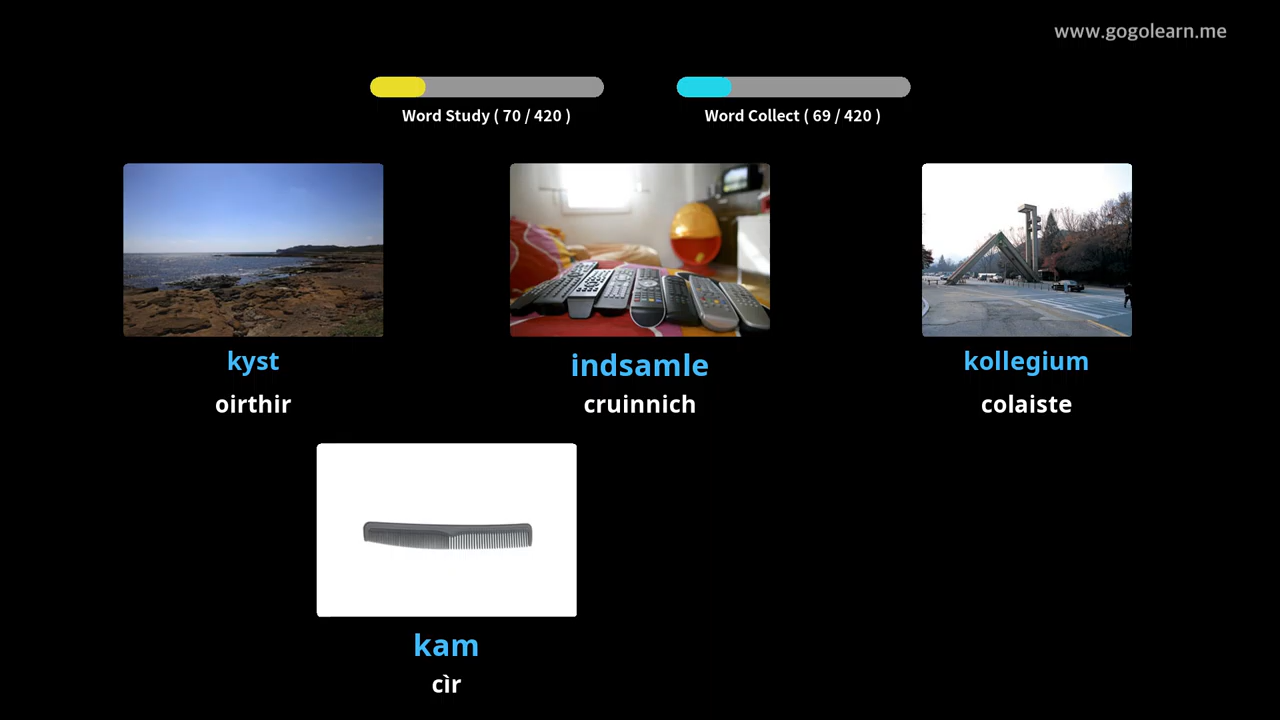 www.gogolearn.me
Word Study ( 70 / 420 )
Word Collect ( 69 / 420 )
kyst
indsamle
kollegium
oirthir
cruinnich
colaiste
kam
cìr